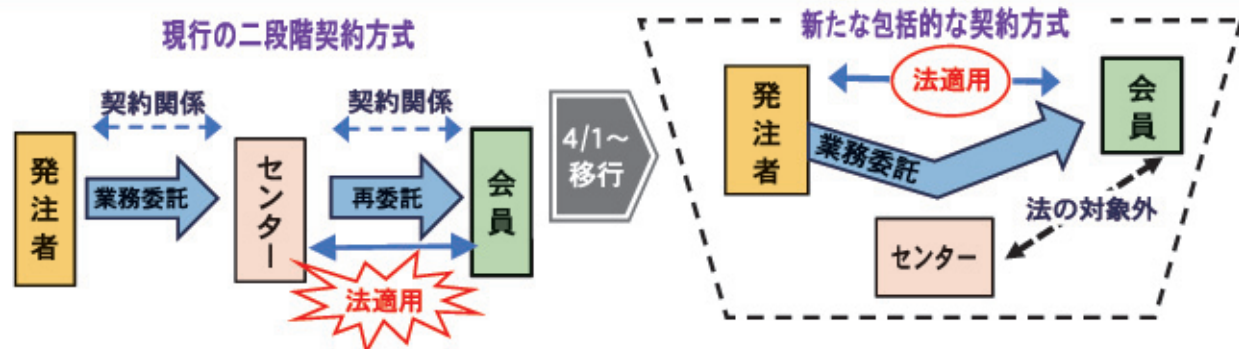 現行の二段階契約方式
契約関係
契約関係
発注者
業務委託
センター
再委託
会員
法適用
4/1～
移行
新たな包括的な契約方式
発注者
法適用
会員
業務委託
法の対象外
センター